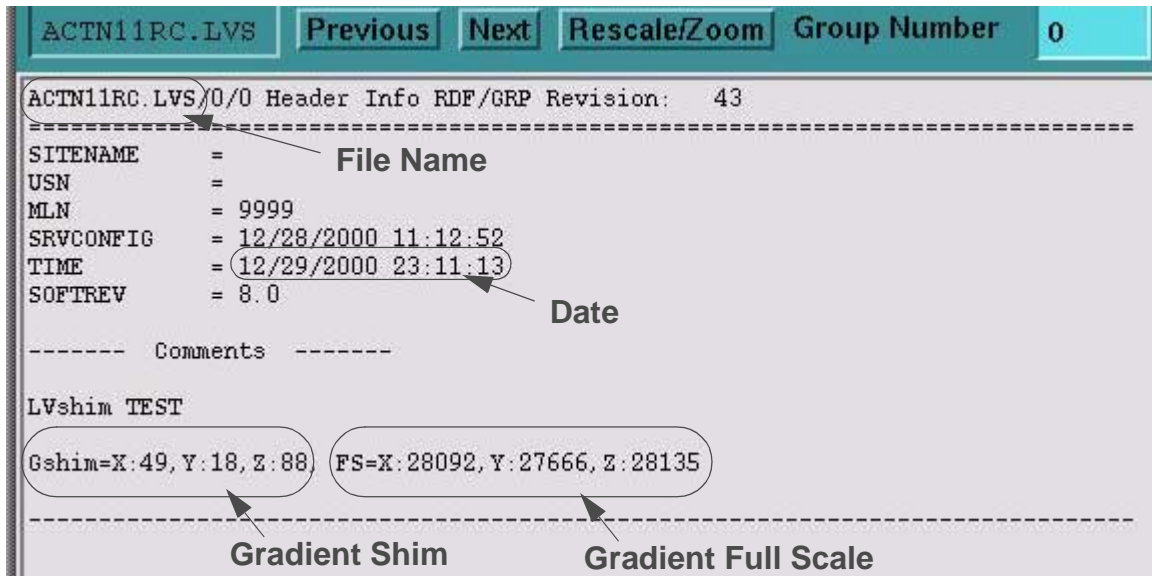 ACTN11RC.LVS Previous Next Rescale/Zoom Group Number 0
ACTN11RC.LVS/0/0 Header Info RDF/GRP Revision: 43
================================================================================
File Name
SITENAME =
USN =
MLN = 9999
SRVCONFIG = 12/28/2000 11:12:52
TIME = 12/29/2000 23:11:13
SOFTREV = 8.0
Date
------- Comments -------
LVshim TEST
Gshim=X:49,Y:18,Z:88, FS=X:28092,Y:27666,Z:28135
--------------------------------------------------------------------------------
Gradient Shim
Gradient Full Scale